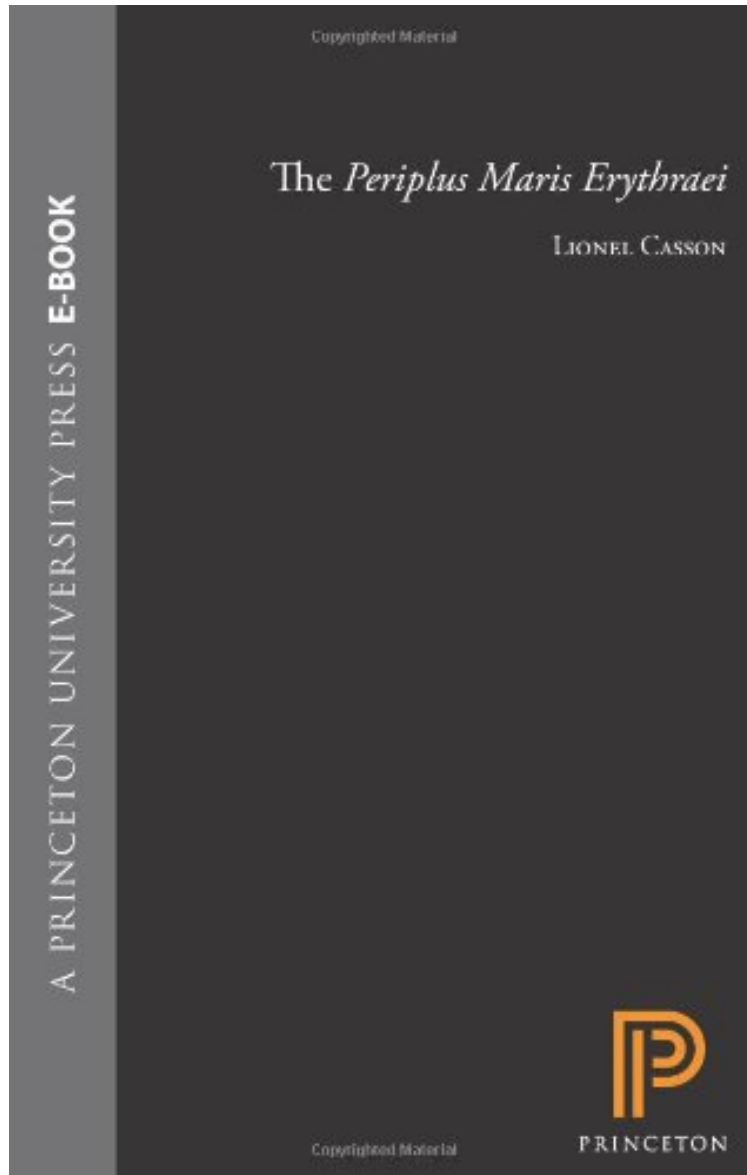 Copyrighted Material
The Periplus Maris Erythraei
LIONEL CASSON
A PRINCETON UNIVERSITY PRESS E-BOOK
PRINCETON
Copyrighted Material